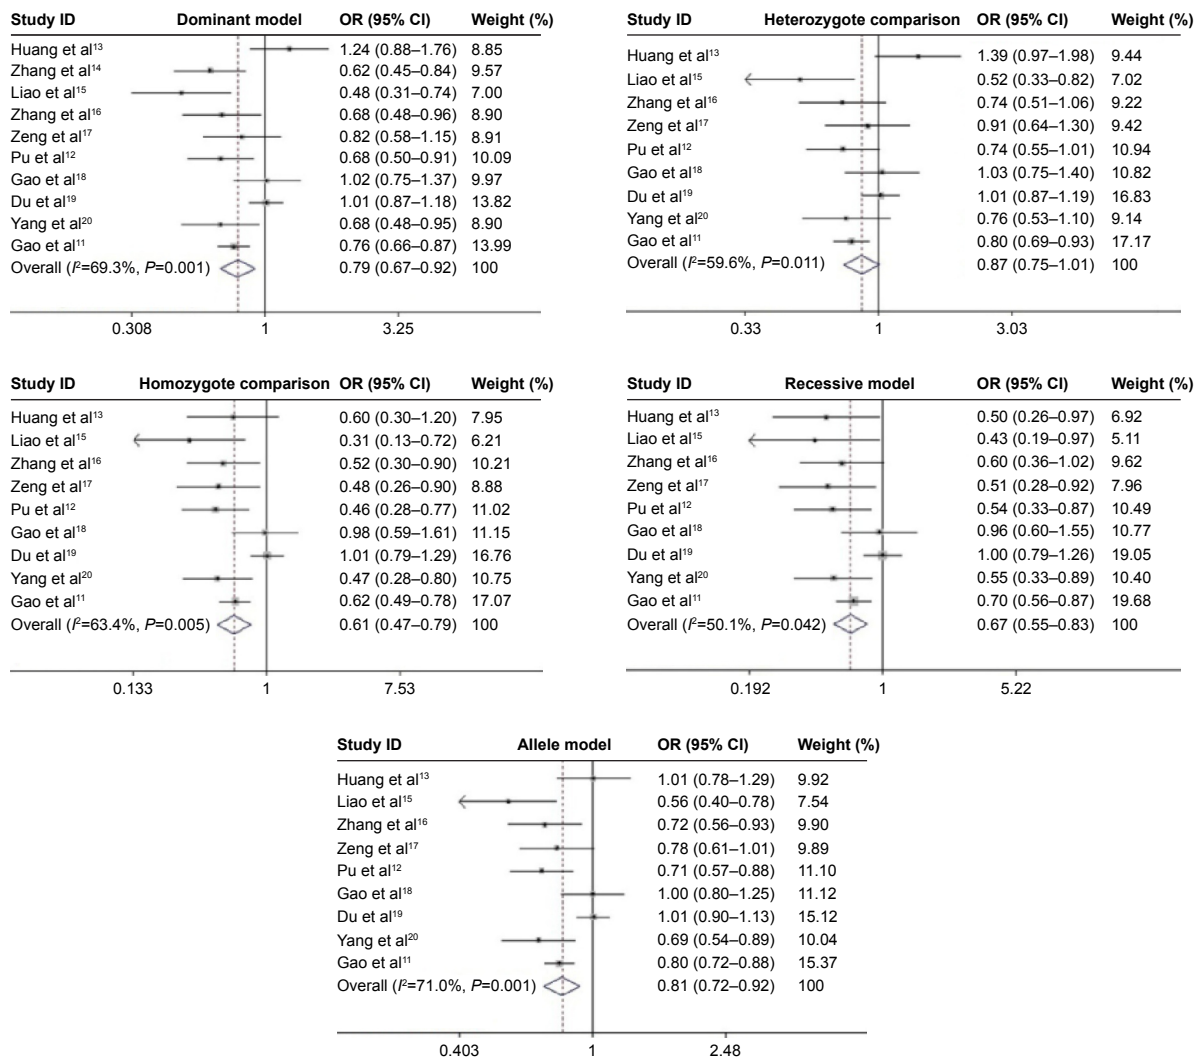 Study ID Dominant model OR (95% CI) Weight (%)
Huang et al¹³ 1.24 (0.88–1.76) 8.85
Zhang et al¹⁴ 0.62 (0.45–0.84) 9.57
Liao et al¹⁵ 0.48 (0.31–0.74) 7.00
Zhang et al¹⁶ 0.68 (0.48–0.96) 8.90
Zeng et al¹⁷ 0.82 (0.58–1.15) 8.91
Pu et al¹² 0.68 (0.50–0.91) 10.09
Gao et al¹⁸ 1.02 (0.75–1.37) 9.97
Du et al¹⁹ 1.01 (0.87–1.18) 13.82
Yang et al²⁰ 0.68 (0.48–0.95) 8.90
Gao et al¹¹ 0.76 (0.66–0.87) 13.99
Overall (I²=69.3%, P=0.001) 0.79 (0.67–0.92) 100
0.308 1 3.25
Study ID Heterozygote comparison OR (95% CI) Weight (%)
Huang et al¹³ 1.39 (0.97–1.98) 9.44
Liao et al¹⁵ 0.52 (0.33–0.82) 7.02
Zhang et al¹⁶ 0.74 (0.51–1.06) 9.22
Zeng et al¹⁷ 0.91 (0.64–1.30) 9.42
Pu et al¹² 0.74 (0.55–1.01) 10.94
Gao et al¹⁸ 1.03 (0.75–1.40) 10.82
Du et al¹⁹ 1.01 (0.87–1.19) 16.83
Yang et al²⁰ 0.76 (0.53–1.10) 9.14
Gao et al¹¹ 0.80 (0.69–0.93) 17.17
Overall (I²=59.6%, P=0.011) 0.87 (0.75–1.01) 100
0.33 1 3.03
Study ID Homozygote comparison OR (95% CI) Weight (%)
Huang et al¹³ 0.60 (0.30–1.20) 7.95
Liao et al¹⁵ 0.31 (0.13–0.72) 6.21
Zhang et al¹⁶ 0.52 (0.30–0.90) 10.21
Zeng et al¹⁷ 0.48 (0.26–0.90) 8.88
Pu et al¹² 0.46 (0.28–0.77) 11.02
Gao et al¹⁸ 0.98 (0.59–1.61) 11.15
Du et al¹⁹ 1.01 (0.79–1.29) 16.76
Yang et al²⁰ 0.47 (0.28–0.80) 10.75
Gao et al¹¹ 0.62 (0.49–0.78) 17.07
Overall (I²=63.4%, P=0.005) 0.61 (0.47–0.79) 100
0.133 1 7.53
Study ID Recessive model OR (95% CI) Weight (%)
Huang et al¹³ 0.50 (0.26–0.97) 6.92
Liao et al¹⁵ 0.43 (0.19–0.97) 5.11
Zhang et al¹⁶ 0.60 (0.36–1.02) 9.62
Zeng et al¹⁷ 0.51 (0.28–0.92) 7.96
Pu et al¹² 0.54 (0.33–0.87) 10.49
Gao et al¹⁸ 0.96 (0.60–1.55) 10.77
Du et al¹⁹ 1.00 (0.79–1.26) 19.05
Yang et al²⁰ 0.55 (0.33–0.89) 10.40
Gao et al¹¹ 0.70 (0.56–0.87) 19.68
Overall (I²=50.1%, P=0.042) 0.67 (0.55–0.83) 100
0.192 1 5.22
Study ID Allele model OR (95% CI) Weight (%)
Huang et al¹³ 1.01 (0.78–1.29) 9.92
Liao et al¹⁵ 0.56 (0.40–0.78) 7.54
Zhang et al¹⁶ 0.72 (0.56–0.93) 9.90
Zeng et al¹⁷ 0.78 (0.61–1.01) 9.89
Pu et al¹² 0.71 (0.57–0.88) 11.10
Gao et al¹⁸ 1.00 (0.80–1.25) 11.12
Du et al¹⁹ 1.01 (0.90–1.13) 15.12
Yang et al²⁰ 0.69 (0.54–0.89) 10.04
Gao et al¹¹ 0.80 (0.72–0.88) 15.37
Overall (I²=71.0%, P=0.001) 0.81 (0.72–0.92) 100
0.403 1 2.48